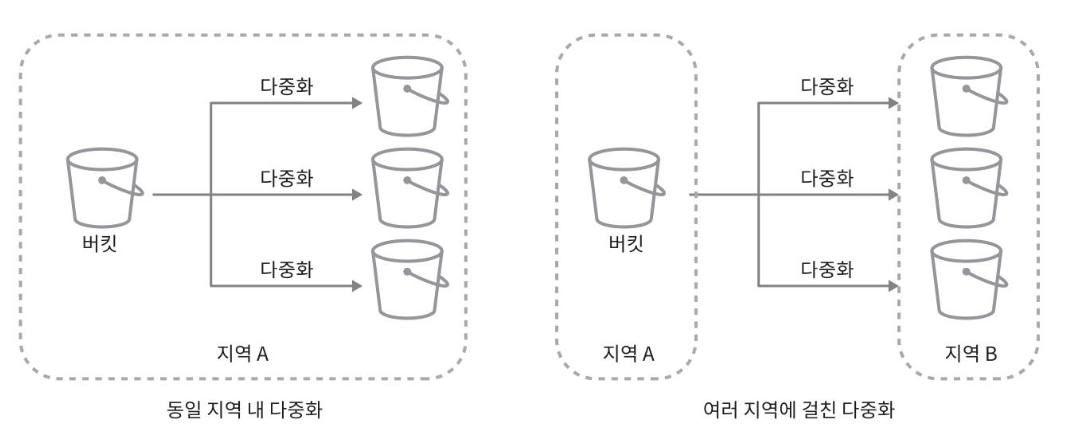 다중화
다중화
버킷
다중화
지역 A
동일 지역 내 다중화
다중화
다중화
버킷
다중화
지역 A
지역 B
여러 지역에 걸친 다중화